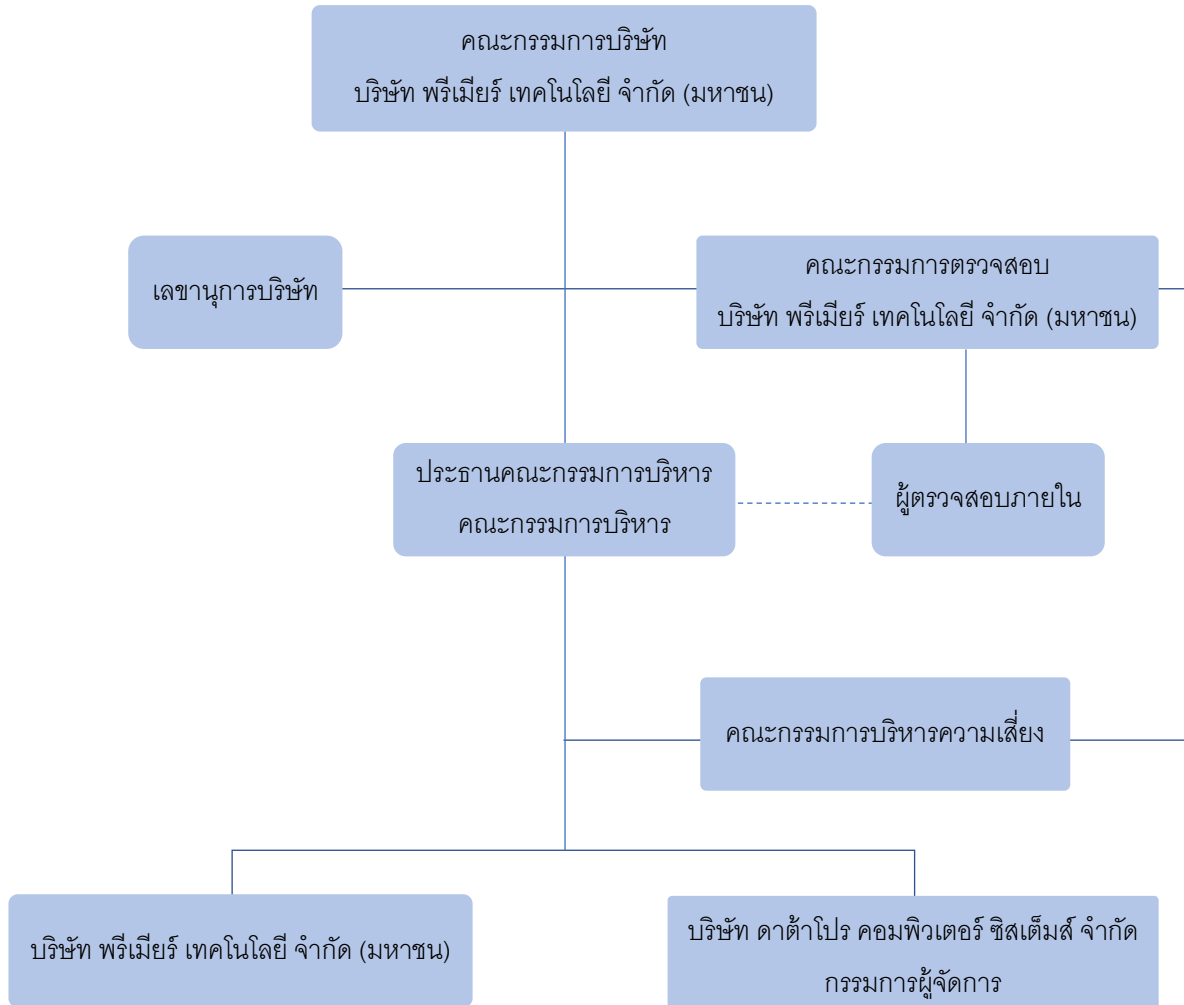 คณะกรรมการบริษัท
บริษัท พรีเมียร์ เทคโนโลยี จำกัด (มหาชน)
เลขานุการบริษัท
คณะกรรมการตรวจสอบ
บริษัท พรีเมียร์ เทคโนโลยี จำกัด (มหาชน)
ประธานคณะกรรมการบริหาร
คณะกรรมการบริหาร
ผู้ตรวจสอบภายใน
คณะกรรมการบริหารความเสี่ยง
บริษัท พรีเมียร์ เทคโนโลยี จำกัด (มหาชน)
บริษัท ดาต้าโปร คอมพิวเตอร์ ซิสเต็มส์ จำกัด
กรรมการผู้จัดการ